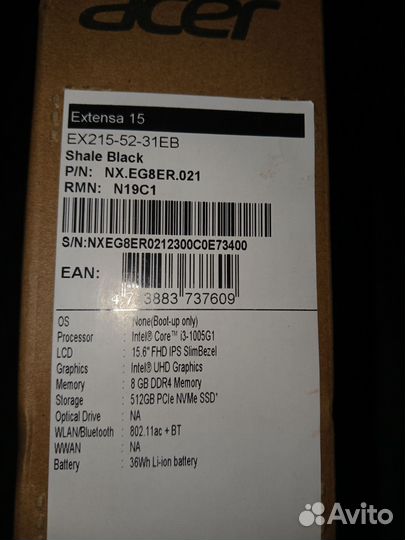 acer
Extensa 15
EX215-52-31EB
Shale Black
P/N: NX.EG8ER.021
RMN: N19C1
S/N:NXEG8ER0212300C0E73400
EAN:
883 737609
OS : None(Boot-up only)
Processor : Intel® Core™ i3-1005G1
LCD : 15.6" FHD IPS SlimBezel
Graphics : Intel® UHD Graphics
Memory : 8 GB DDR4 Memory
Storage : 512GB PCIe NVMe SSD*
Optical Drive : NA
WLAN/Bluetooth : 802.11ac + BT
WWAN : NA
Battery : 36Wh Li-ion battery
Avito